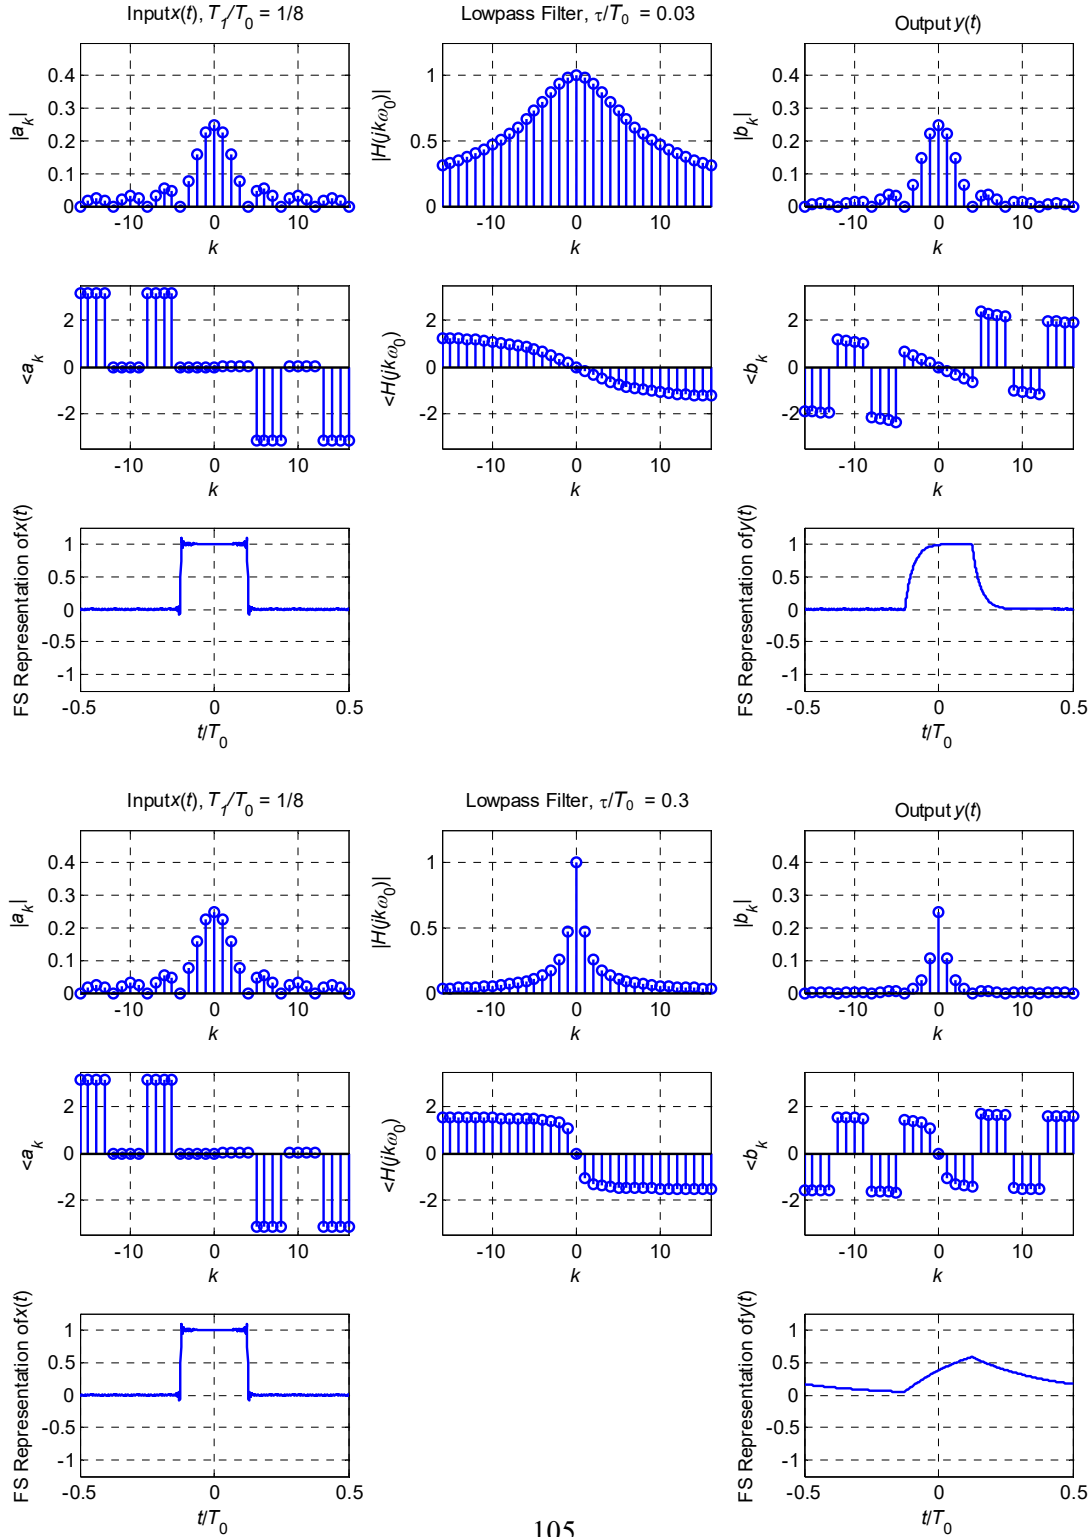 Inputx(t), T1/T0 = 1/8
Lowpass Filter, τ/T0 = 0.03
Output y(t)
|ak|
0.4
0.3
0.2
0.1
0
-10 0 10
k
|H(jkω0)|
1
0.5
0
-10 0 10
k
|bk|
0.4
0.3
0.2
0.1
0
-10 0 10
k
<ak
2
0
-2
-10 0 10
k
<H(jkω0)
2
0
-2
-10 0 10
k
<bk
2
0
-2
-10 0 10
k
FS Representation ofx(t)
1
0.5
0
-0.5
-1
-0.5 0 0.5
t/T0
FS Representation ofy(t)
1
0.5
0
-0.5
-1
-0.5 0 0.5
t/T0
Inputx(t), T1/T0 = 1/8
Lowpass Filter, τ/T0 = 0.3
Output y(t)
|ak|
0.4
0.3
0.2
0.1
0
-10 0 10
k
|H(jkω0)|
1
0.5
0
-10 0 10
k
|bk|
0.4
0.3
0.2
0.1
0
-10 0 10
k
<ak
2
0
-2
-10 0 10
k
<H(jkω0)
2
0
-2
-10 0 10
k
<bk
2
0
-2
-10 0 10
k
FS Representation ofx(t)
1
0.5
0
-0.5
-1
-0.5 0 0.5
t/T0
FS Representation ofy(t)
1
0.5
0
-0.5
-1
-0.5 0 0.5
t/T0
105